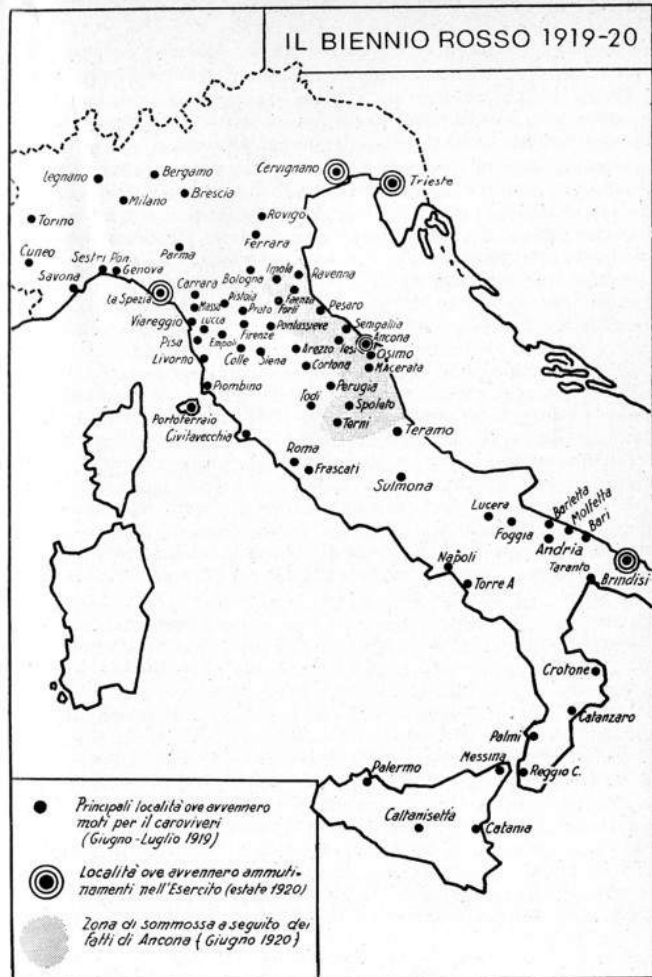 IL BIENNIO ROSSO 1919-20
Cervignano
Trieste
Legnano
Bergamo
Milano
Brescia
Torino
Rovigo
Ferrara
Cuneo
Parma
Sestri Pon.
Genova
Savona
Bologna
Imola
Ravenna
La Spezia
Carrara
Massa
Pistoia
Prato
Faenza
Forlì
Pesaro
Viareggio
Lucca
Firenze
Pontassieve
Senigallia
Ancona
Pisa
Empoli
Arezzo
Iesi
Osimo
Livorno
Colle
Siena
Cortona
Macerata
Piombino
Perugia
Todi
Spoleto
Portoferraio
Terni
Civitavecchia
Teramo
Roma
Frascati
Sulmona
Lucera
Foggia
Barletta
Molfetta
Bari
Andria
Napoli
Taranto
Brindisi
Torre A
Crotone
Catanzaro
Palmi
Messina
Reggio C.
Palermo
Caltanisetta
Catania
Principali località ove avvennero
moti per il caroviveri
(Giugno-Luglio 1919)
Località ove avvennero ammuti-
namenti nell'Esercito (estate 1920)
Zona di sommossa a seguito dei
fatti di Ancona (Giugno 1920)